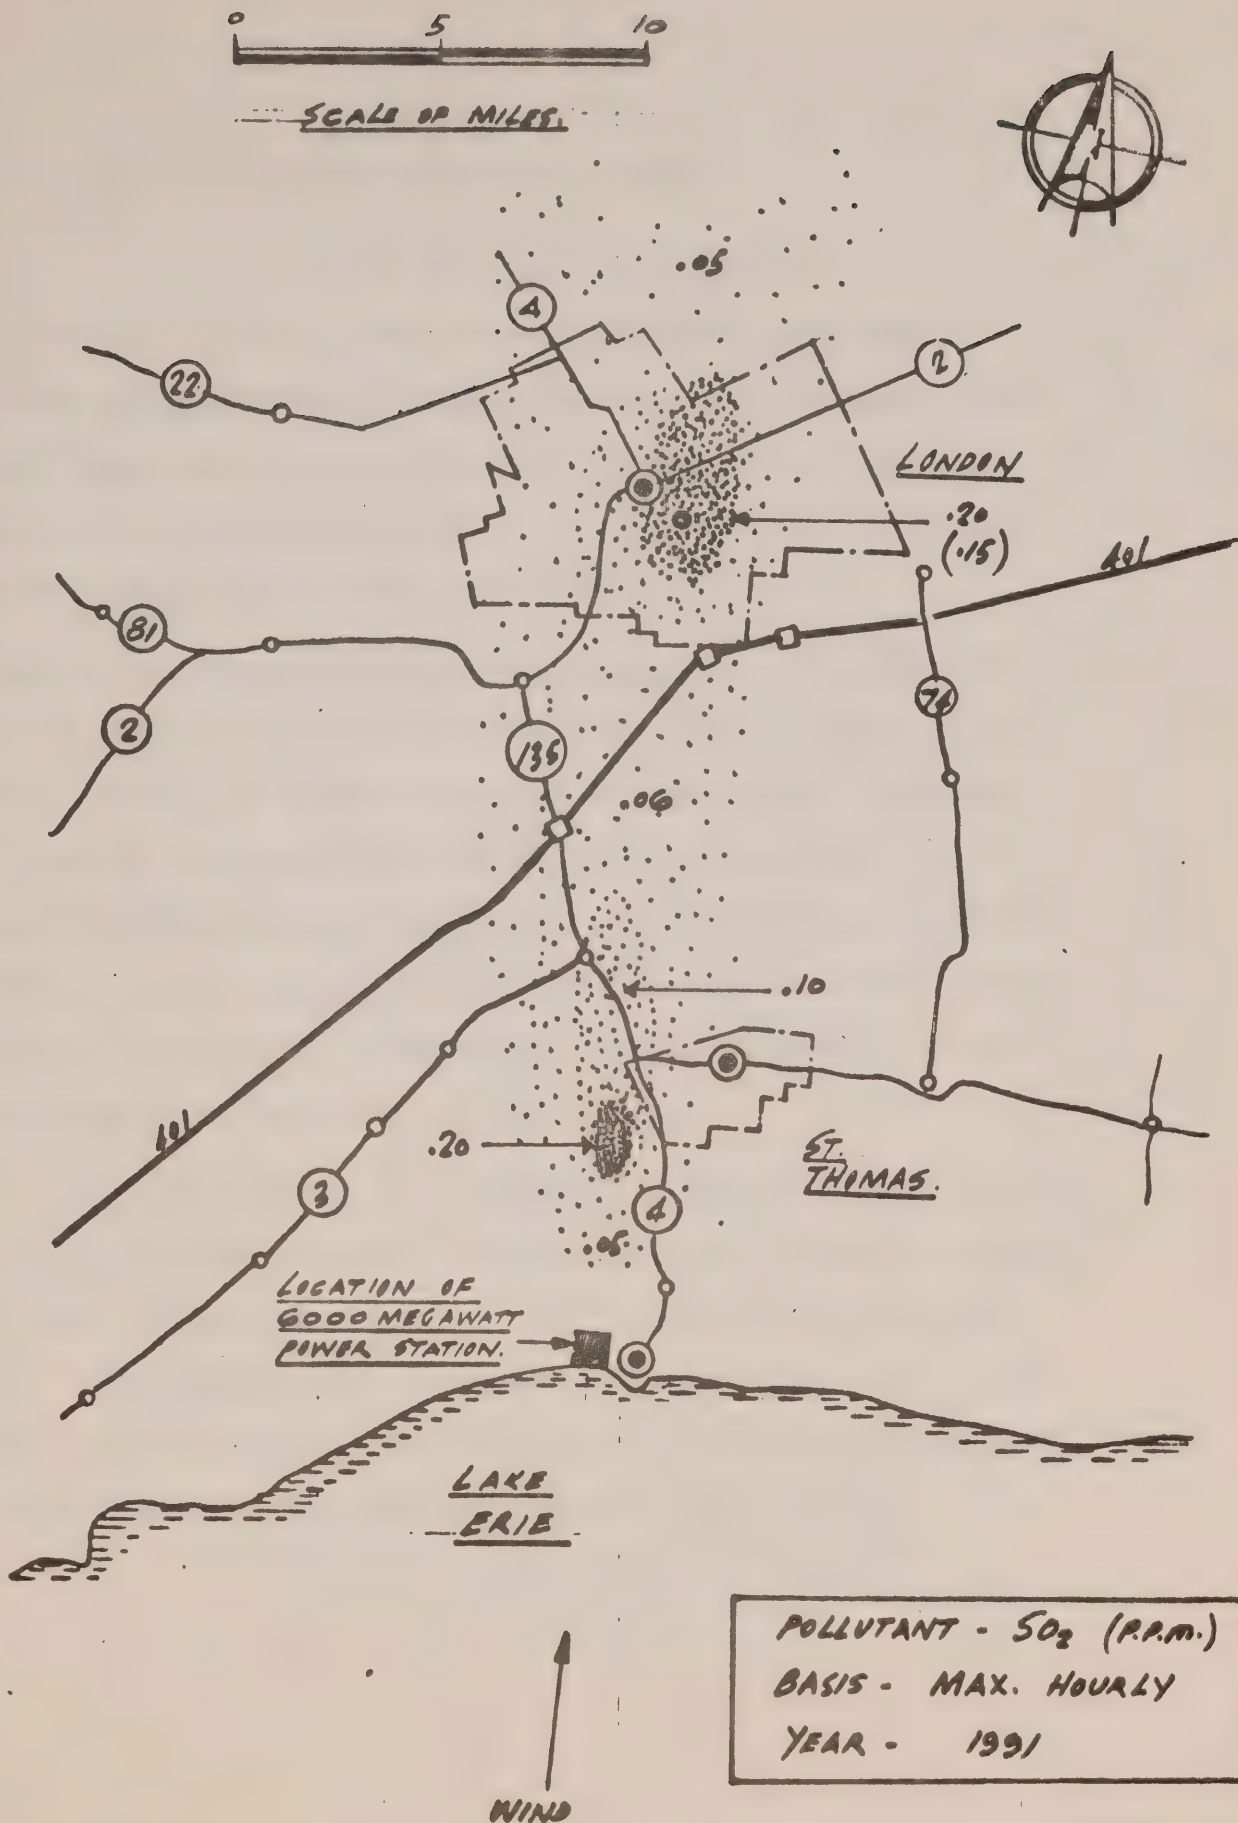 0 5 10
SCALE OF MILES.
.05
4
22
2
LONDON
.20
(.15)
401
81
2
74
135
.06
.10
401
.20
ST.
THOMAS.
3
4
.05
LOCATION OF
6000 MEGAWATT
POWER STATION.
LAKE
ERIE
POLLUTANT - SO2 (P.P.M.)
BASIS - MAX. HOURLY
YEAR - 1991
WIND